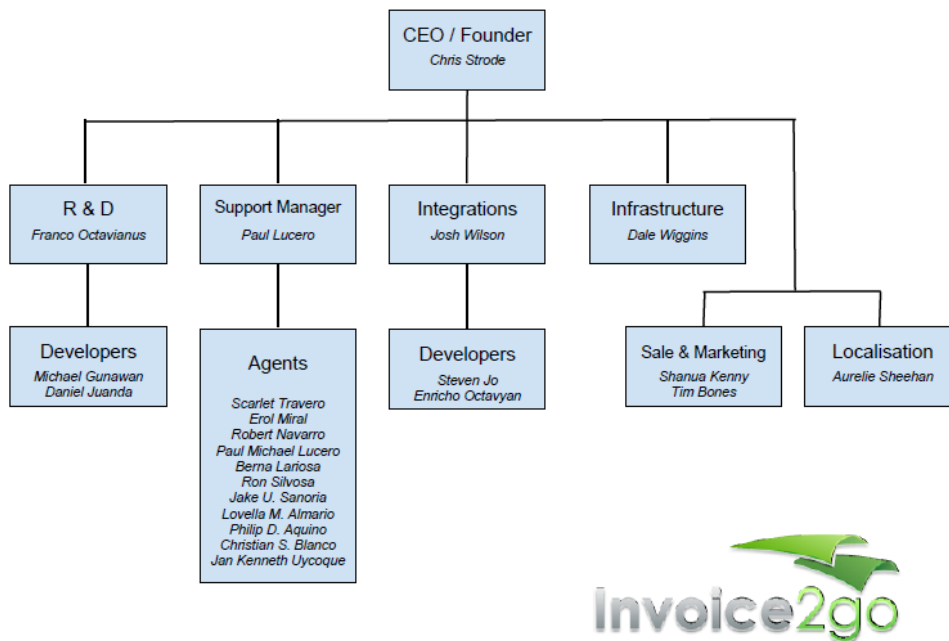 CEO / Founder
Chris Strode
R & D
Franco Octavianus
Support Manager
Paul Lucero
Integrations
Josh Wilson
Infrastructure
Dale Wiggins
Developers
Michael Gunawan
Daniel Juanda
Agents
Scarlet Travero
Erol Miral
Robert Navarro
Paul Michael Lucero
Berna Lariosa
Ron Silvosa
Jake U. Sanoria
Lovella M. Almario
Philip D. Aquino
Christian S. Blanco
Jan Kenneth Uycoque
Developers
Steven Jo
Enricho Octavyan
Sale & Marketing
Shanua Kenny
Tim Bones
Localisation
Aurelie Sheehan
Invoice2go